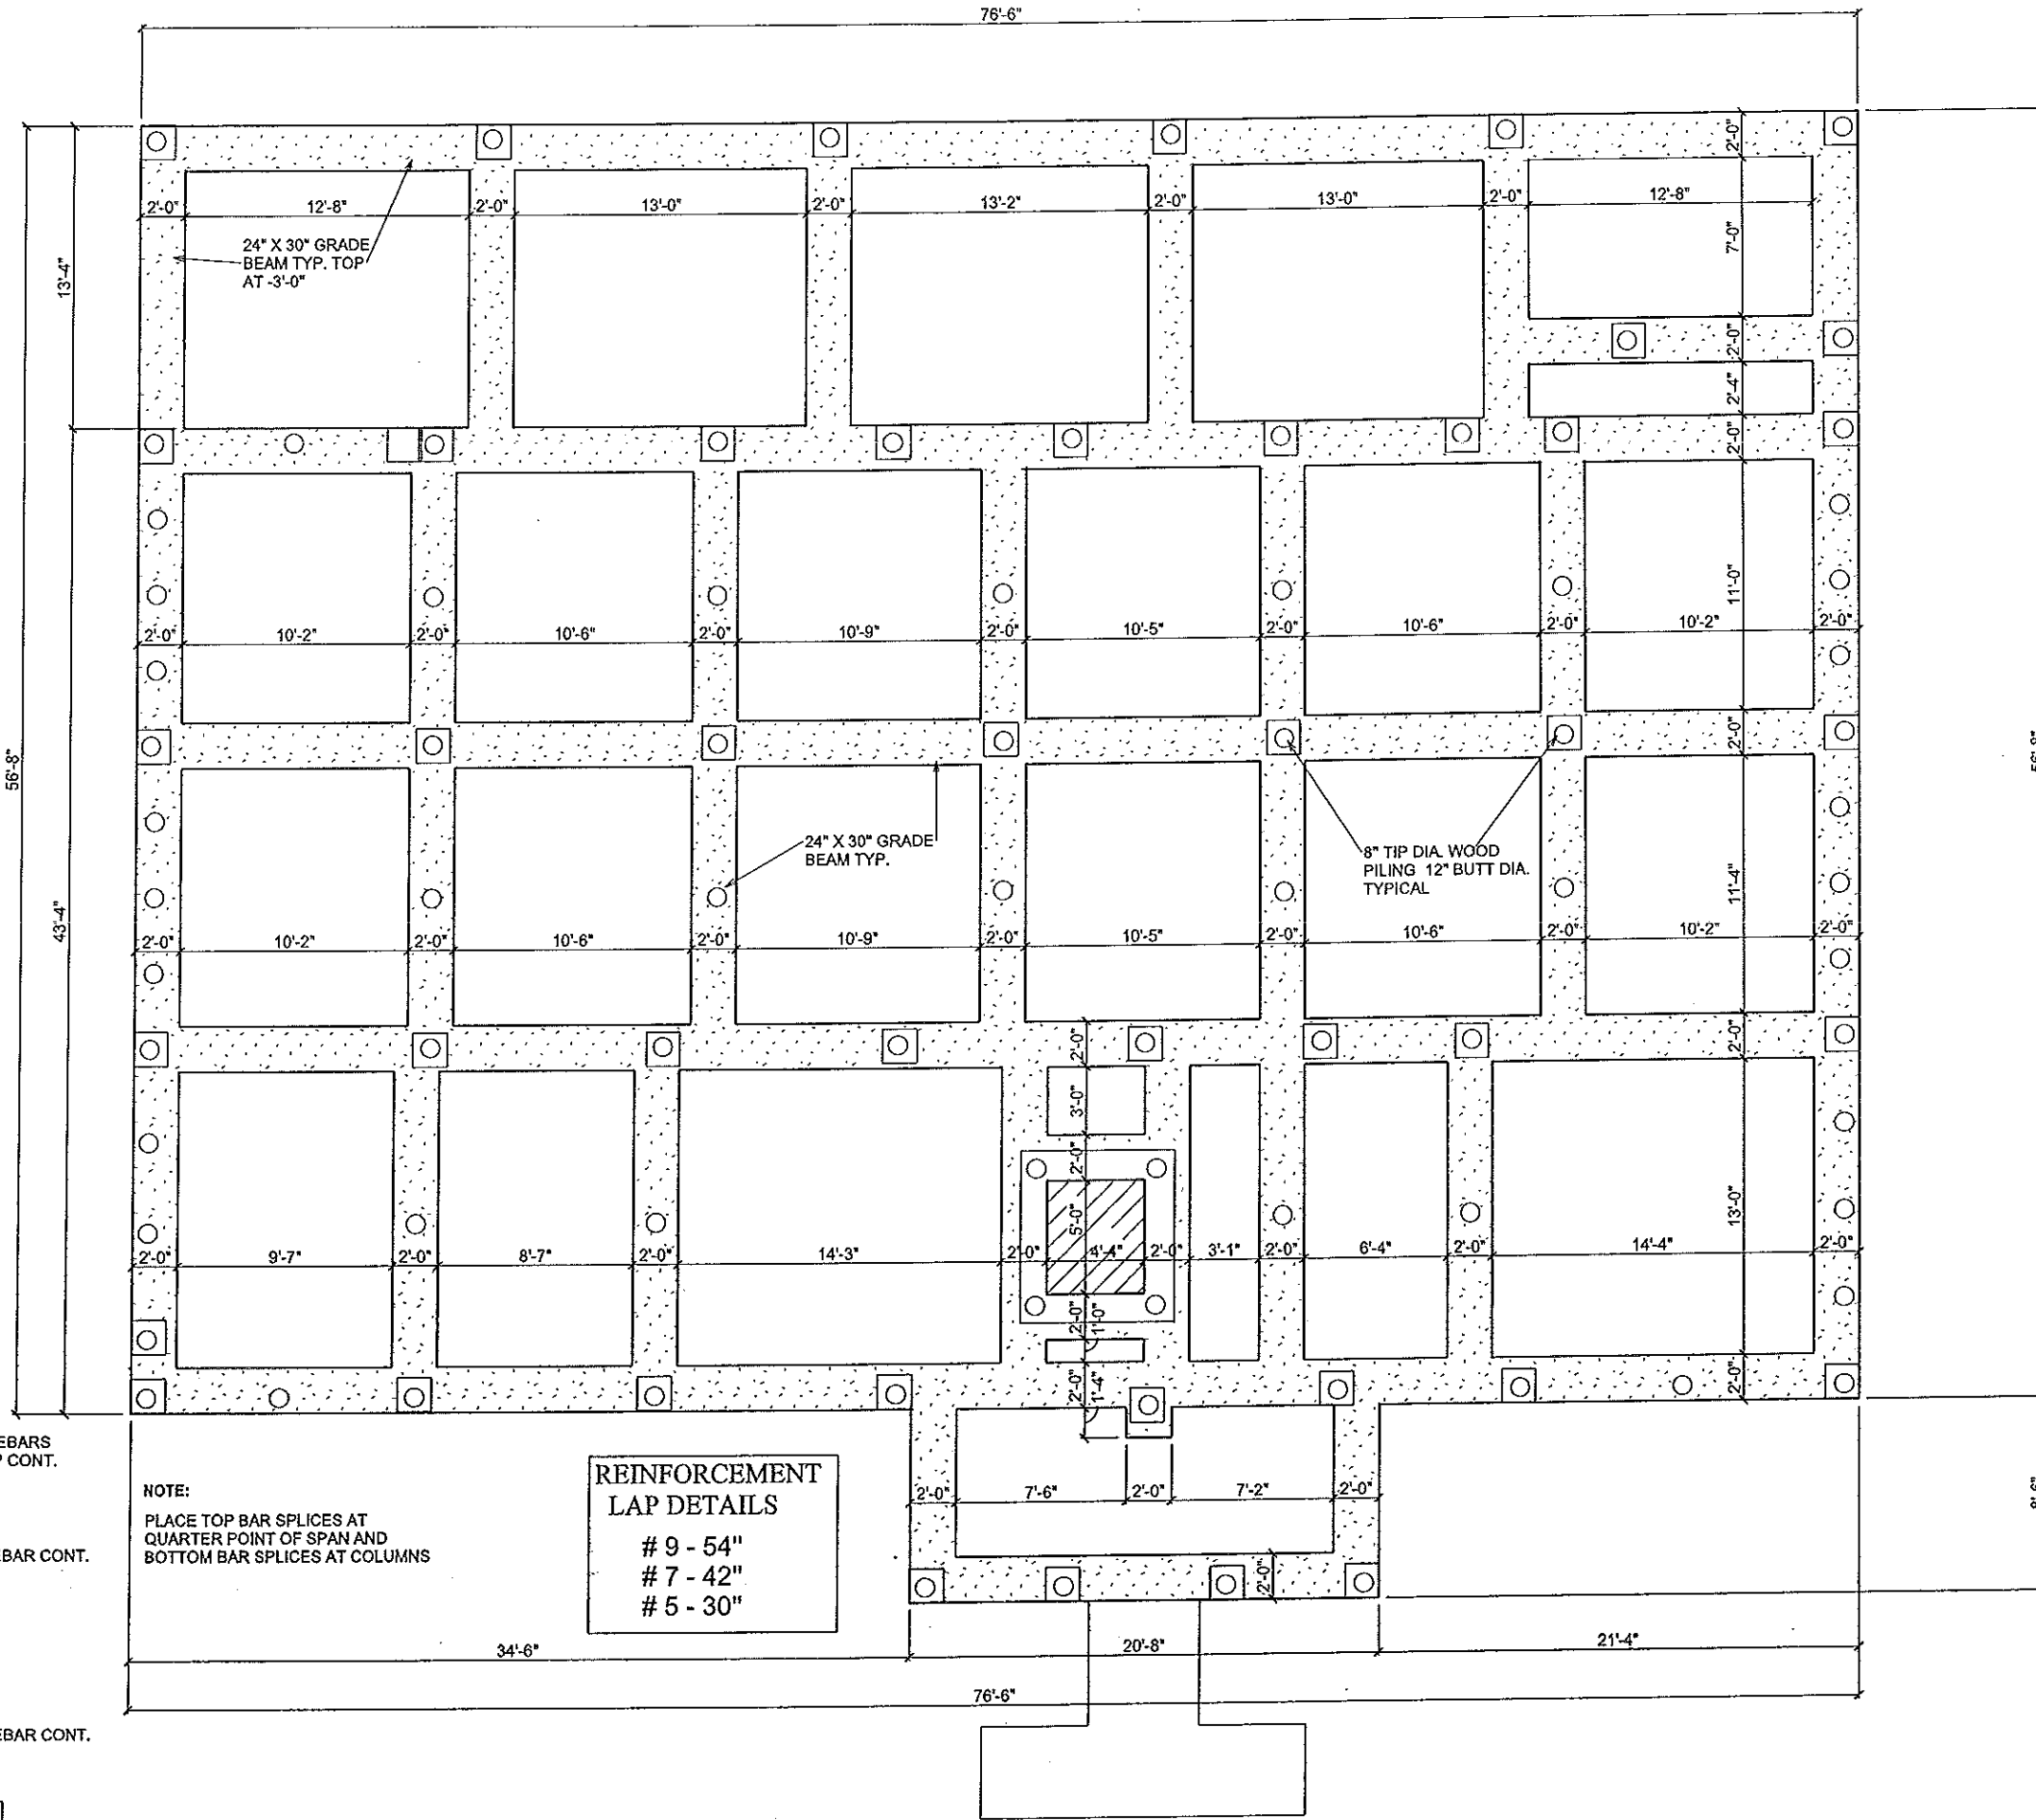 76'-6"
2'-0"
2'-0" 12'-8" 2'-0" 13'-0" 2'-0" 13'-2" 2'-0" 13'-0" 2'-0" 12'-8"
24" X 30" GRADE
BEAM TYP. TOP
AT -3'-0"
7'-0"
13'-4"
2'-0"
2'-4"
2'-0"
11'-0"
2'-0" 10'-2" 2'-0" 10'-6" 2'-0" 10'-9" 2'-0" 10'-5" 2'-0" 10'-6" 2'-0" 10'-2" 2'-0"
2'-0"
56'-8"
24" X 30" GRADE
BEAM TYP.
8" TIP DIA. WOOD
PILING 12" BUTT DIA.
TYPICAL
11'-4"
43'-4"
2'-0" 10'-2" 2'-0" 10'-6" 2'-0" 10'-9" 2'-0" 10'-5" 2'-0" 10'-6" 2'-0" 10'-2" 2'-0"
2'-0"
2'-0"
3'-0"
2'-0"
5'-0"
13'-0"
2'-0" 9'-7" 2'-0" 8'-7" 2'-0" 14'-3" 2'-0" 4'-4" 2'-0" 3'-1" 2'-0" 6'-4" 2'-0" 14'-4" 2'-0"
2'-0"
1'-0"
2'-0"
1'-4"
2'-0"
EBARS
CONT.
NOTE:
PLACE TOP BAR SPLICES AT
QUARTER POINT OF SPAN AND
BOTTOM BAR SPLICES AT COLUMNS
EBAR CONT.
REINFORCEMENT
LAP DETAILS
# 9 - 54"
# 7 - 42"
# 5 - 30"
2'-0" 7'-6" 2'-0" 7'-2" 2'-0"
2'-0"
34'-6" 20'-8" 21'-4"
76'-6"
EBAR CONT.